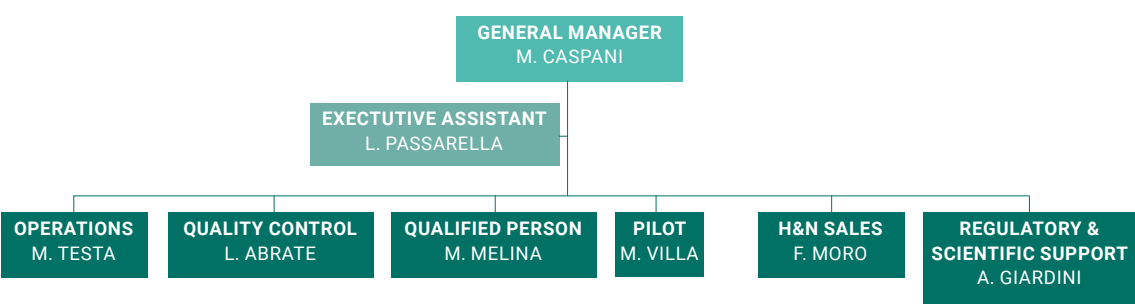 GENERAL MANAGER
M. CASPANI
EXECTUTIVE ASSISTANT
L. PASSARELLA
OPERATIONS
M. TESTA
QUALITY CONTROL
L. ABRATE
QUALIFIED PERSON
M. MELINA
PILOT
M. VILLA
H&N SALES
F. MORO
REGULATORY &
SCIENTIFIC SUPPORT
A. GIARDINI